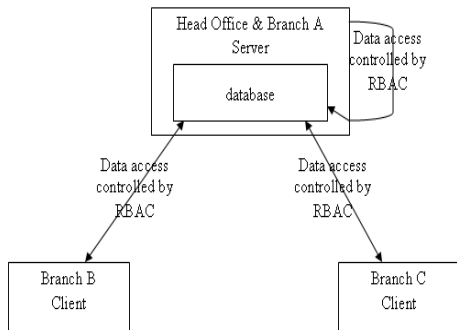 Head Office & Branch A
Server
Data access
controlled by
RBAC
database
Data access
controlled by
RBAC
Data access
controlled by
RBAC
Branch B
Client
Branch C
Client